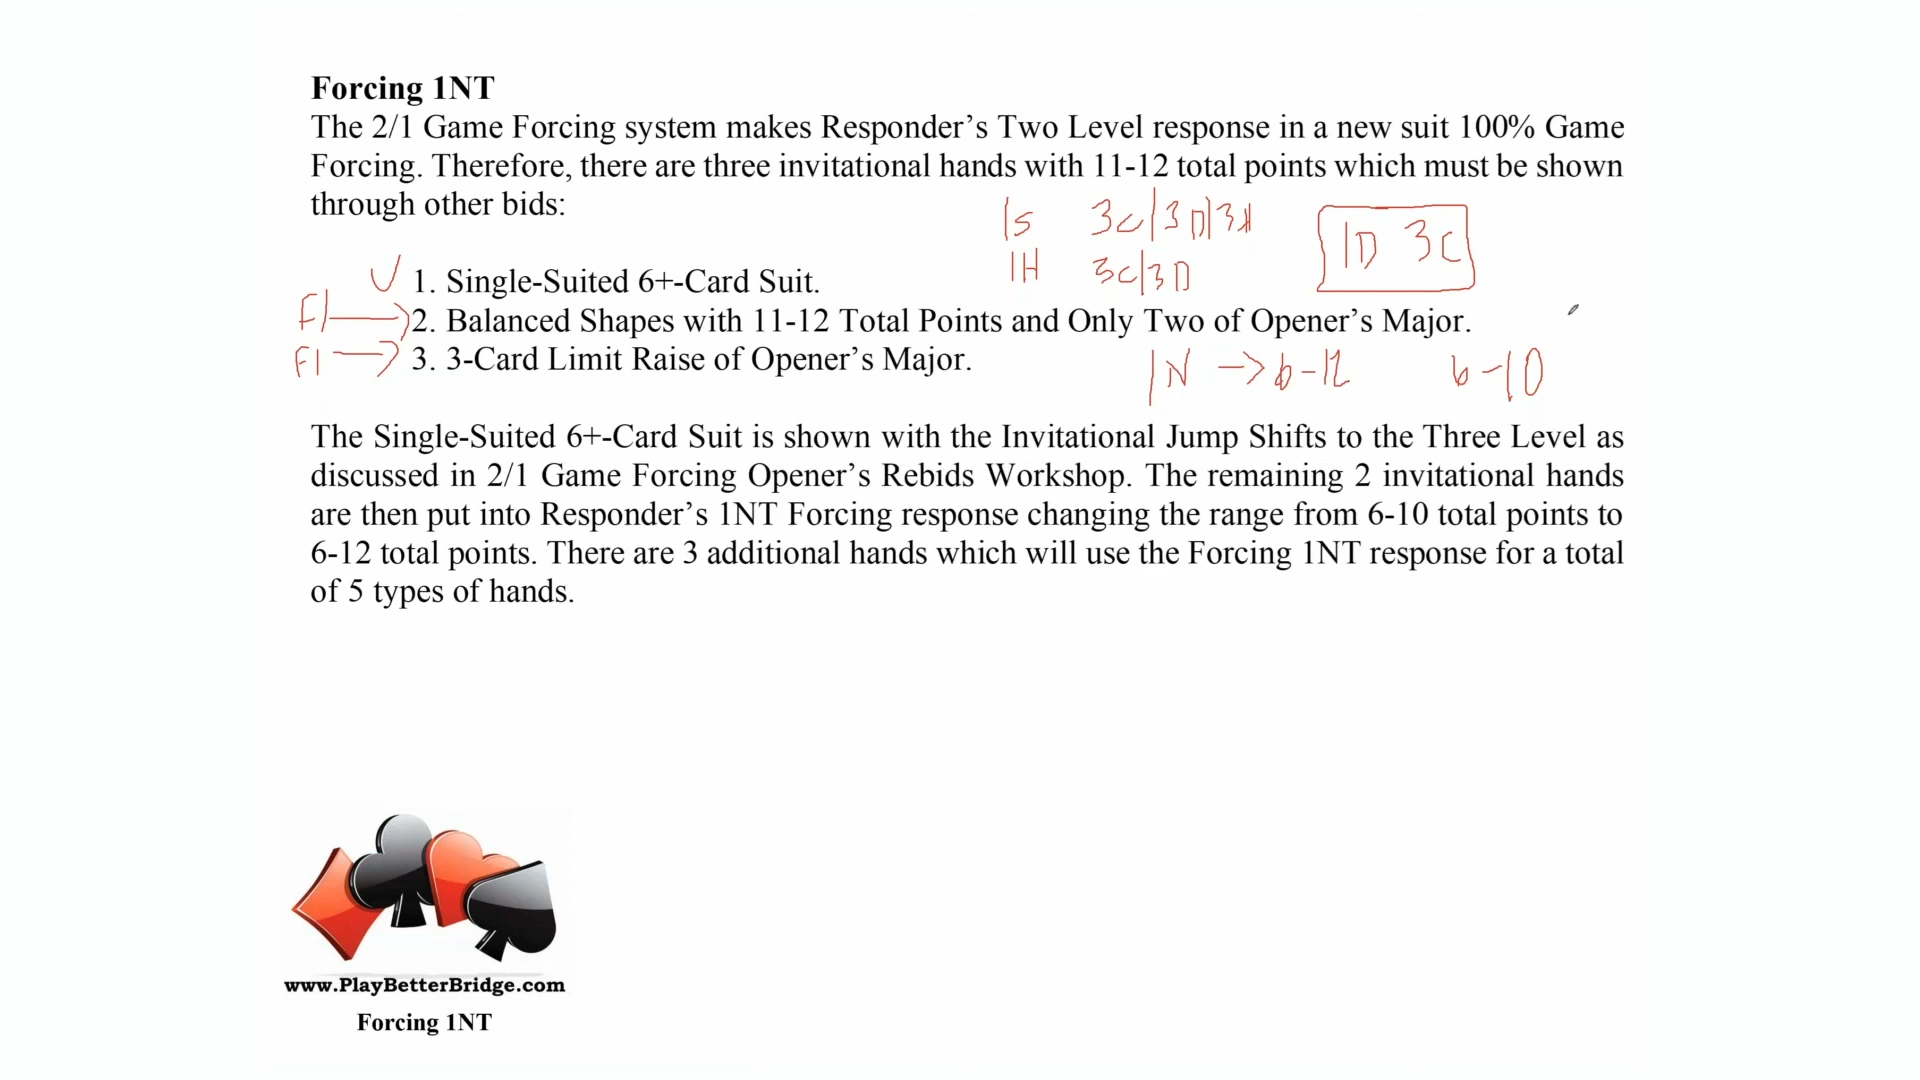 Forcing 1NT
The 2/1 Game Forcing system makes Responder’s Two Level response in a new suit 100% Game
Forcing. Therefore, there are three invitational hands with 11-12 total points which must be shown
through other bids:
1S 3C/3D/3H
1D 3C
1H 3C/3D
1. Single-Suited 6+-Card Suit.
F1 → 2. Balanced Shapes with 11-12 Total Points and Only Two of Opener’s Major.
F1 → 3. 3-Card Limit Raise of Opener’s Major.
1N → 6-12 6-10
The Single-Suited 6+-Card Suit is shown with the Invitational Jump Shifts to the Three Level as
discussed in 2/1 Game Forcing Opener’s Rebids Workshop. The remaining 2 invitational hands
are then put into Responder’s 1NT Forcing response changing the range from 6-10 total points to
6-12 total points. There are 3 additional hands which will use the Forcing 1NT response for a total
of 5 types of hands.
www.PlayBetterBridge.com
Forcing 1NT